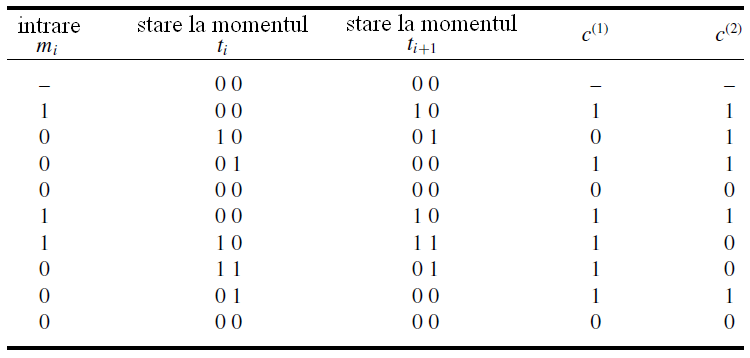 intrare stare la momentul stare la momentul c⁽¹⁾ c⁽²⁾
mᵢ tᵢ tᵢ₊₁
– 0 0 0 0 – –
1 0 0 1 0 1 1
0 1 0 0 1 0 1
0 0 1 0 0 1 1
0 0 0 0 0 0 0
1 0 0 1 0 1 1
1 1 0 1 1 1 0
0 1 1 0 1 1 0
0 0 1 0 0 1 1
0 0 0 0 0 0 0